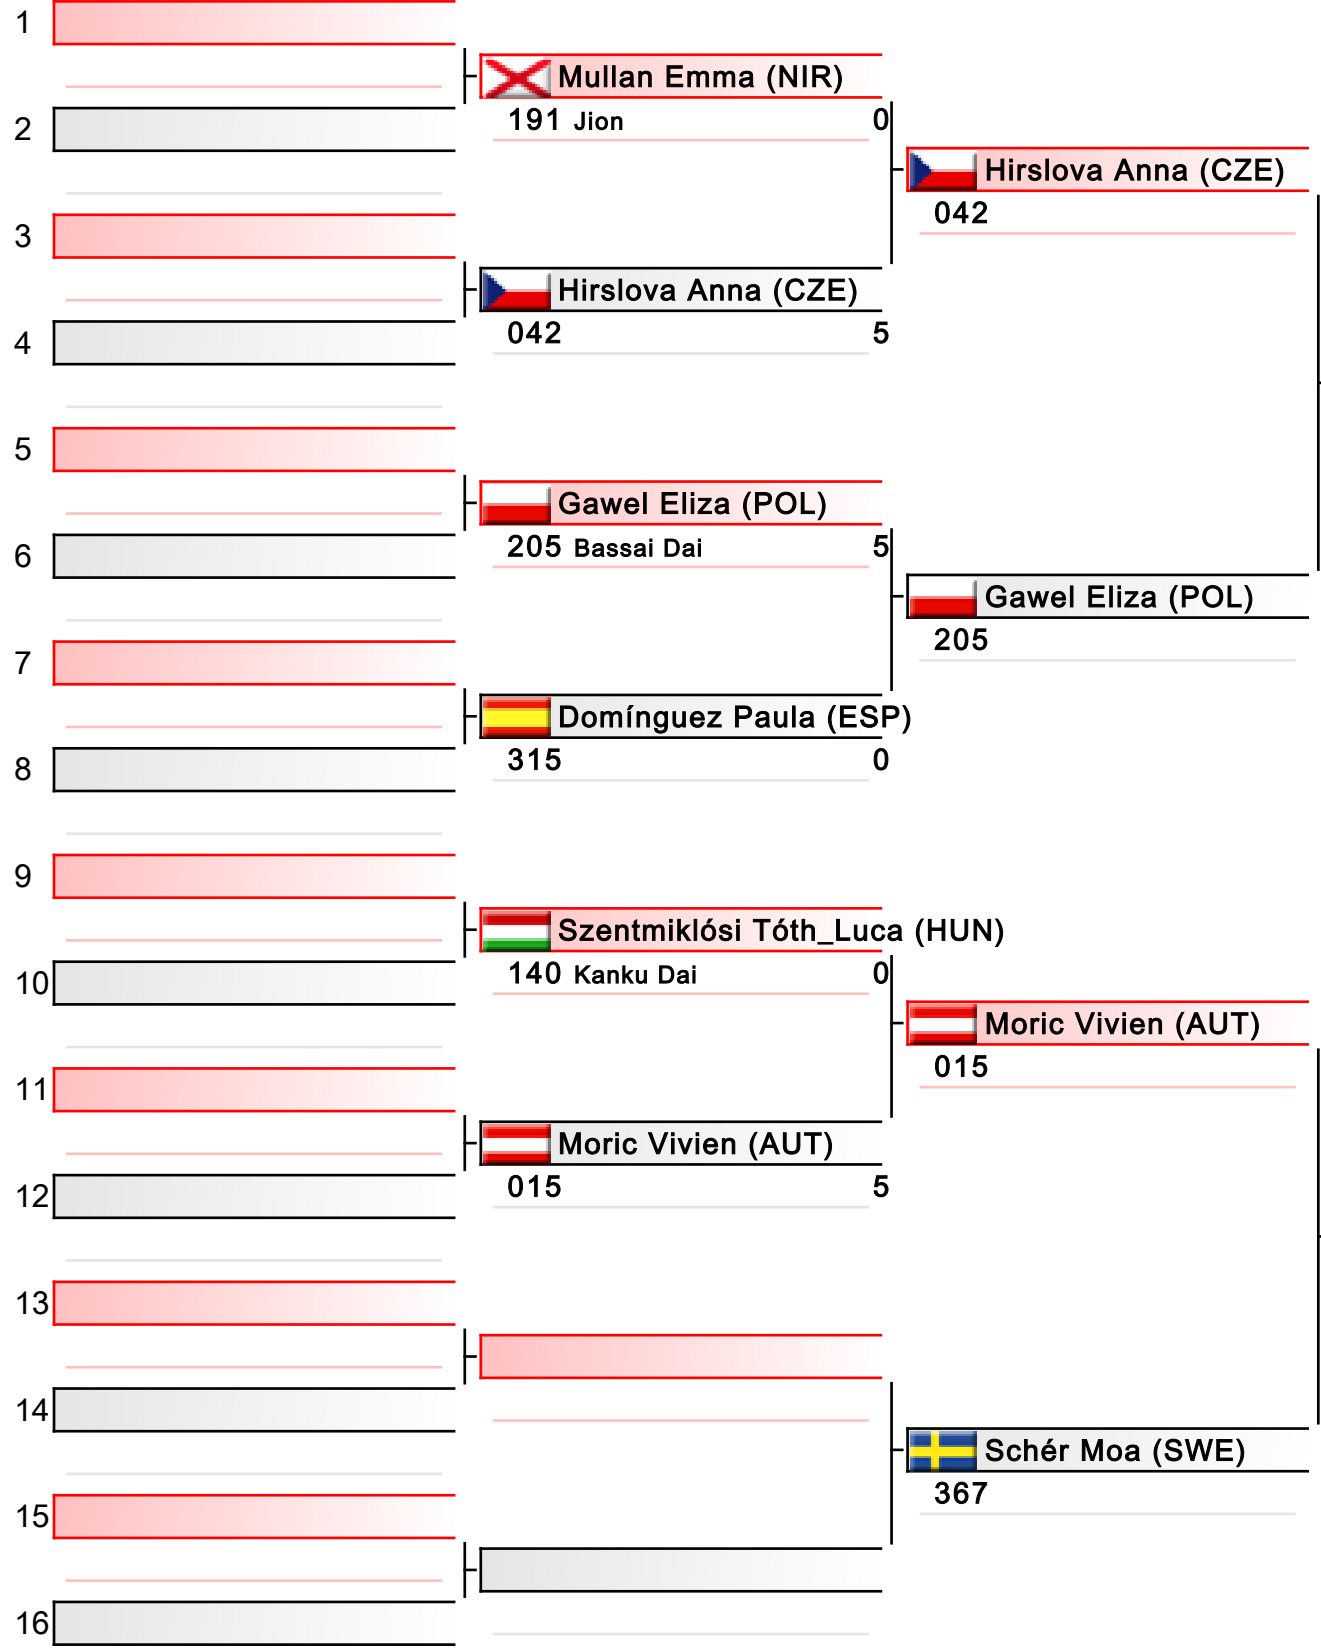 1
Mullan Emma (NIR)
191 Jion 0
2
Hirslova Anna (CZE)
042
3
Hirslova Anna (CZE)
042 5
4
5
Gawel Eliza (POL)
205 Bassai Dai 5
6
Gawel Eliza (POL)
205
7
Domínguez Paula (ESP)
315 0
8
9
Szentmiklósi Tóth_Luca (HUN)
140 Kanku Dai 0
10
Moric Vivien (AUT)
015
11
Moric Vivien (AUT)
015 5
12
13
14
Schér Moa (SWE)
367
15
16